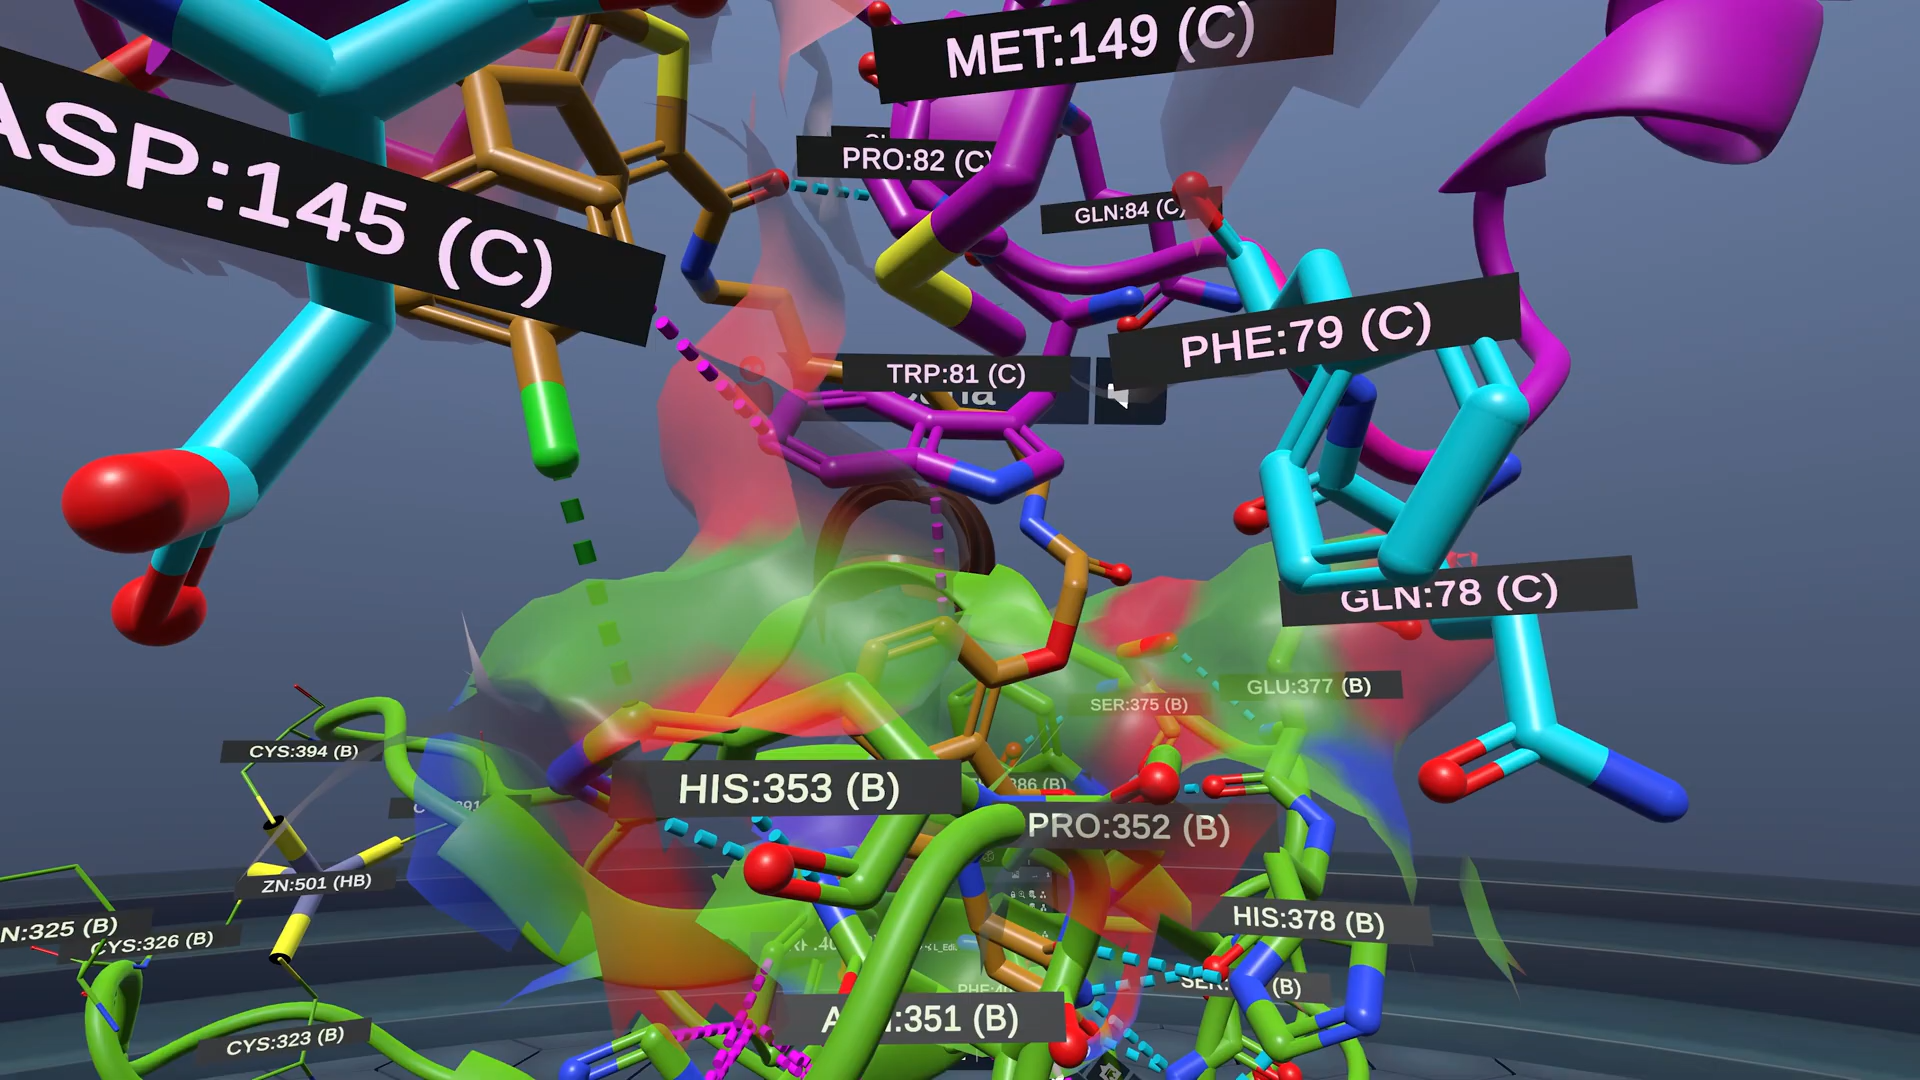 MET:149 (C)
ASP:145 (C)
PRO:82 (C)
GLN:84 (C)
PHE:79 (C)
TRP:81 (C)
GLN:78 (C)
GLU:377 (B)
SER:375 (B)
CYS:394 (B)
HIS:353 (B)
PRO:352 (B)
ZN:501 (HB)
HIS:378 (B)
N:325 (B)
CYS:326 (B)
:351 (B)
CYS:323 (B)